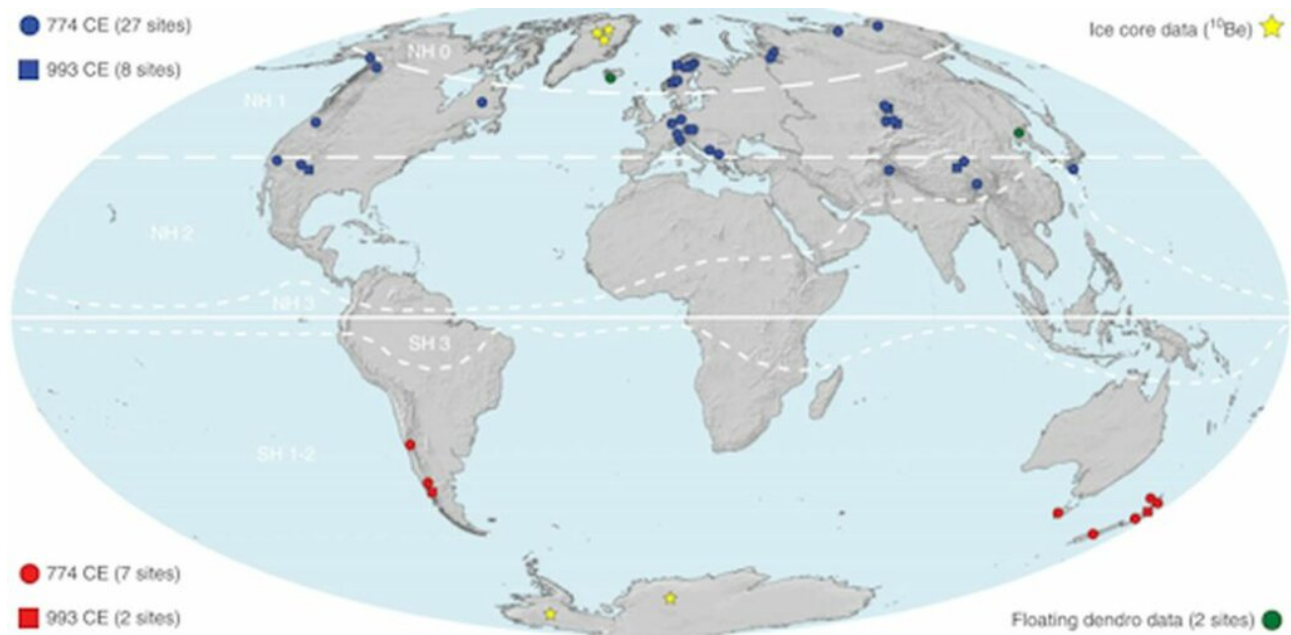 774 CE (27 sites)
Ice core data (¹⁰Be)
993 CE (8 sites)
NH 0
NH 1
NH 2
NH 3
SH 3
SH 1-2
774 CE (7 sites)
993 CE (2 sites)
Floating dendro data (2 sites)